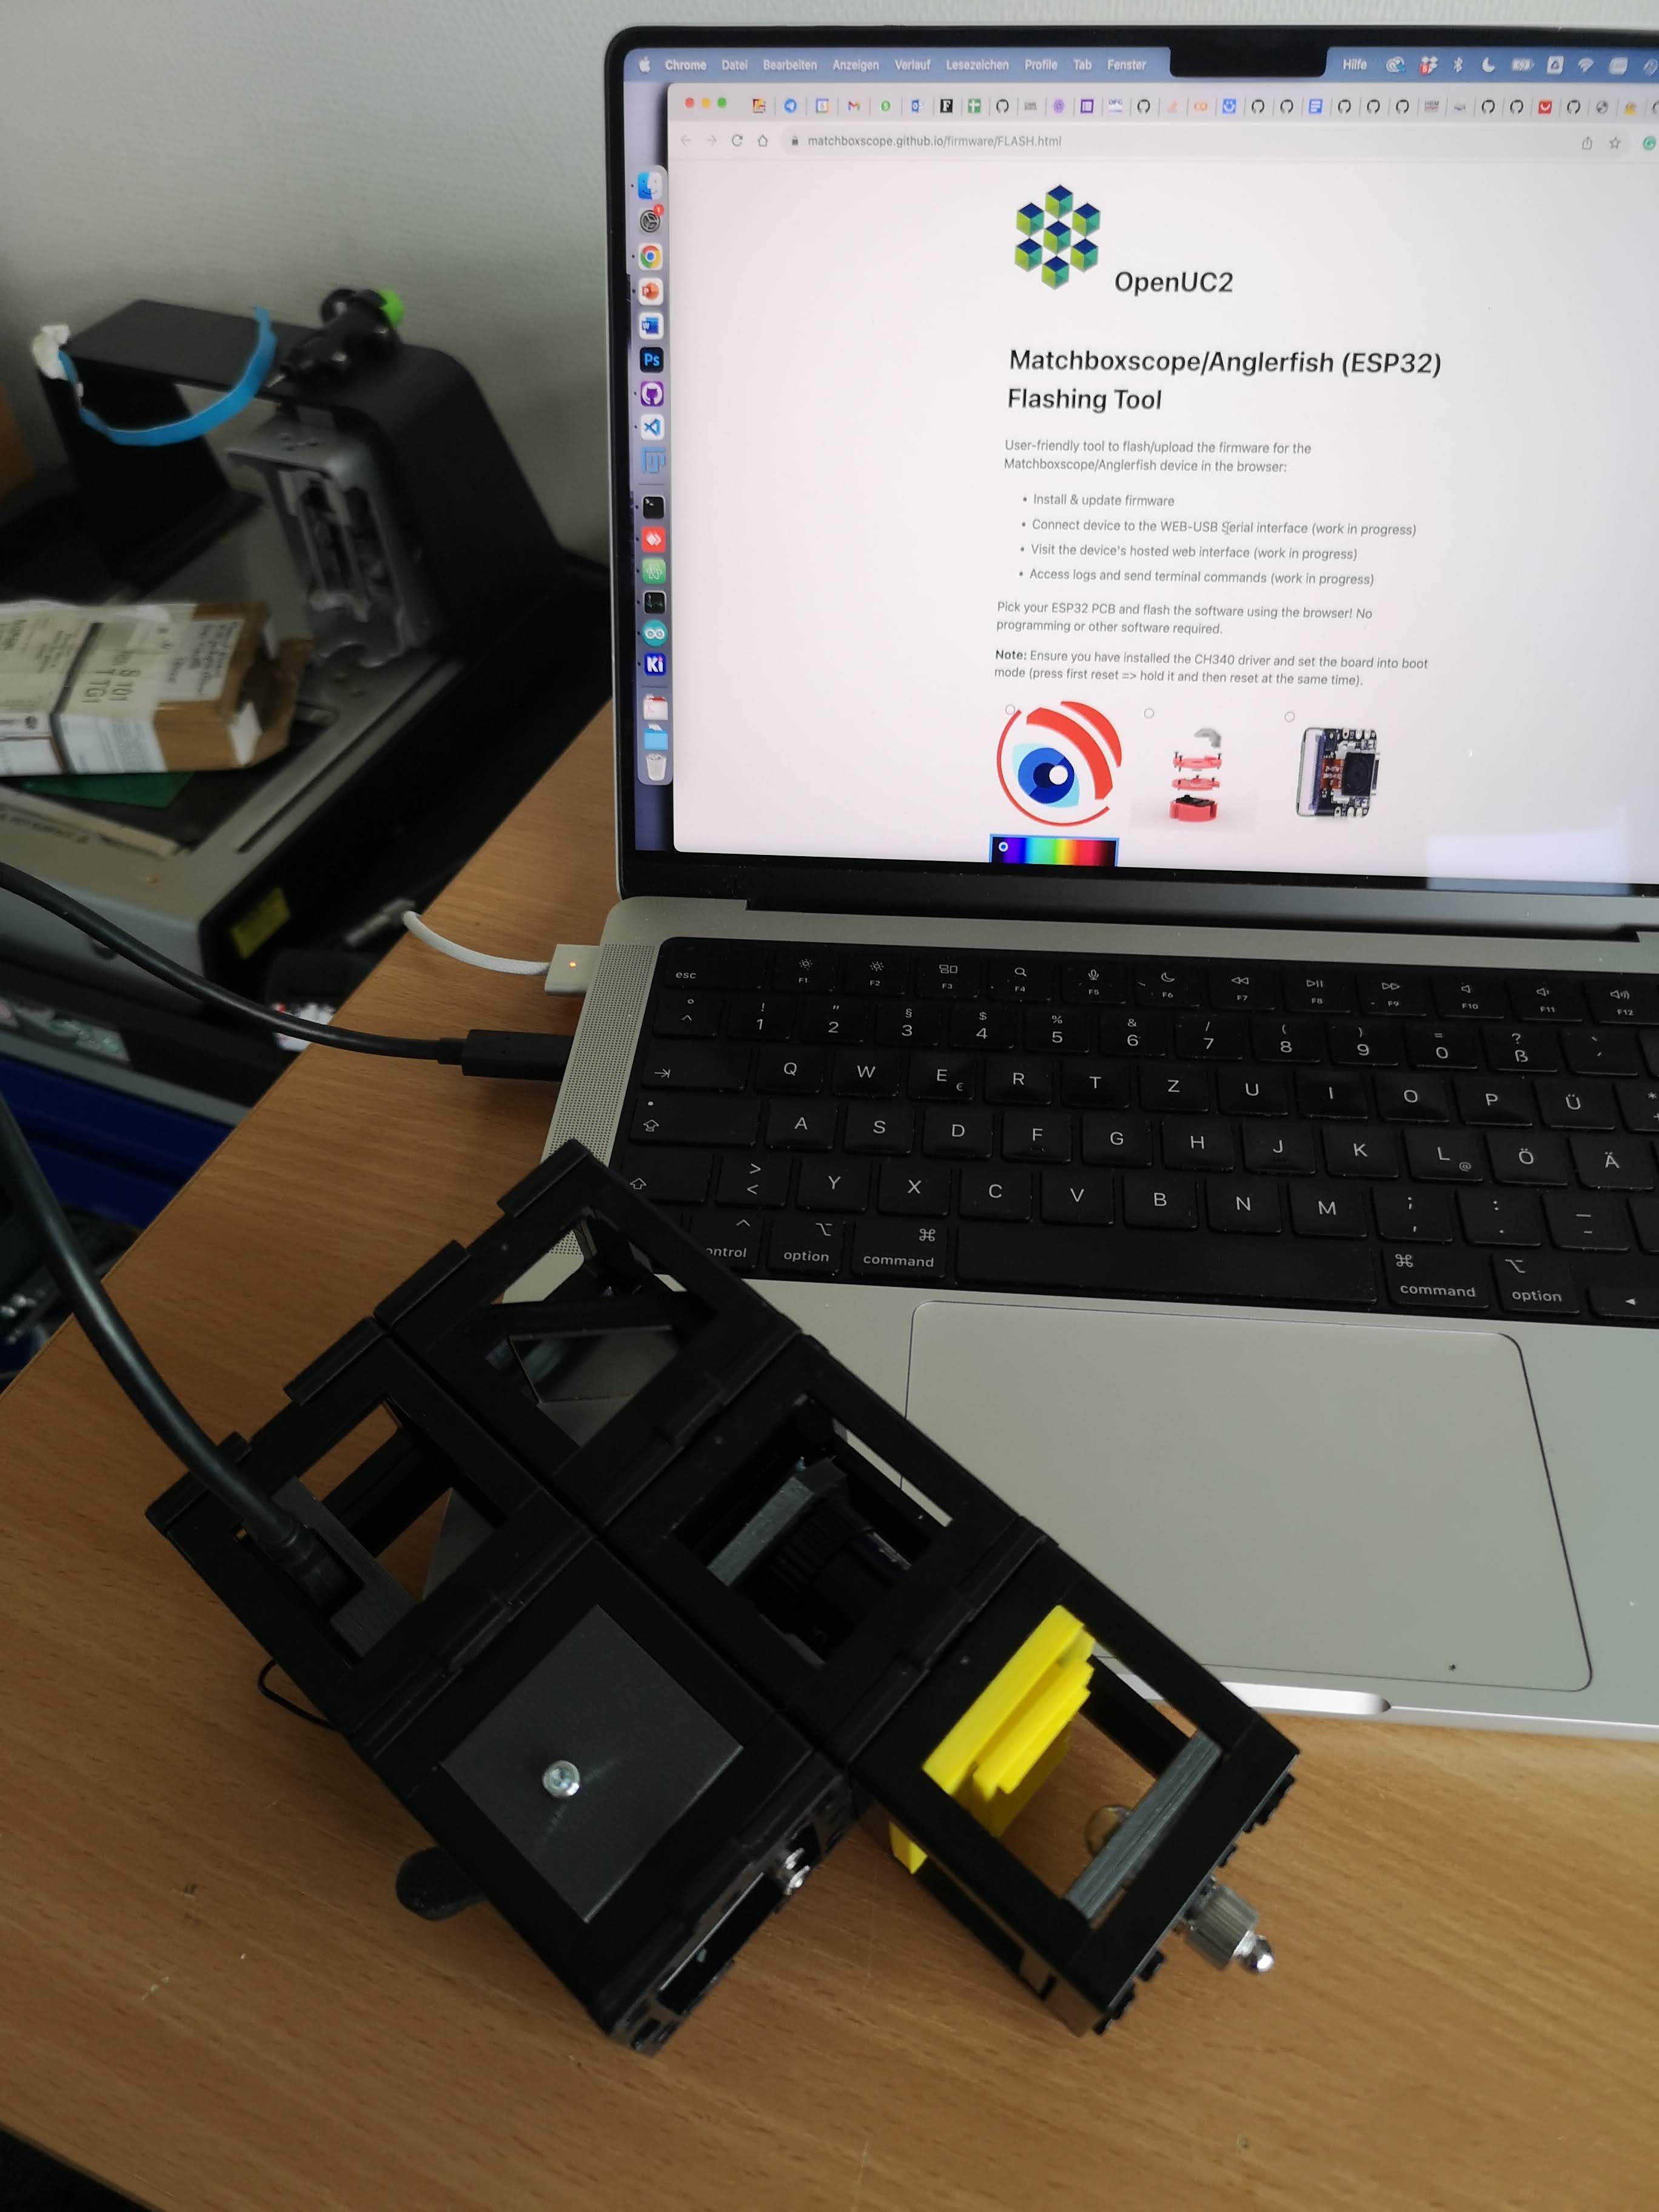 Chrome Datei Bearbeiten Anzeigen Verlauf Lesezeichen Profile Tab Fenster Hilfe
matchboxscope.github.io/firmware/FLASH.html
OpenUC2
Matchboxscope/Anglerfish (ESP32)
Flashing Tool
User-friendly tool to flash/upload the firmware for the
Matchboxscope/Anglerfish device in the browser:
• Install & update firmware
• Connect device to the WEB-USB Serial interface (work in progress)
• Visit the device's hosted web interface (work in progress)
• Access logs and send terminal commands (work in progress)
Pick your ESP32 PCB and flash the software using the browser! No
programming or other software required.
Note: Ensure you have installed the CH340 driver and set the board into boot
mode (press first reset => hold it and then reset at the same time).
Ps
Ki
S 101
TG1
esc F1 F2 F3 F4 F5 F6 F7 F8 F9 F10 F11 F12
° ! " § $ % & / ( ) = ? `
^ 1 2 3 4 5 6 7 8 9 0 ß ´
Q W E € R T Z U I O P Ü *
A S D F G H J K L @ Ö Ä
> < Y X C V B N M ; , : . _ -
control option command command option